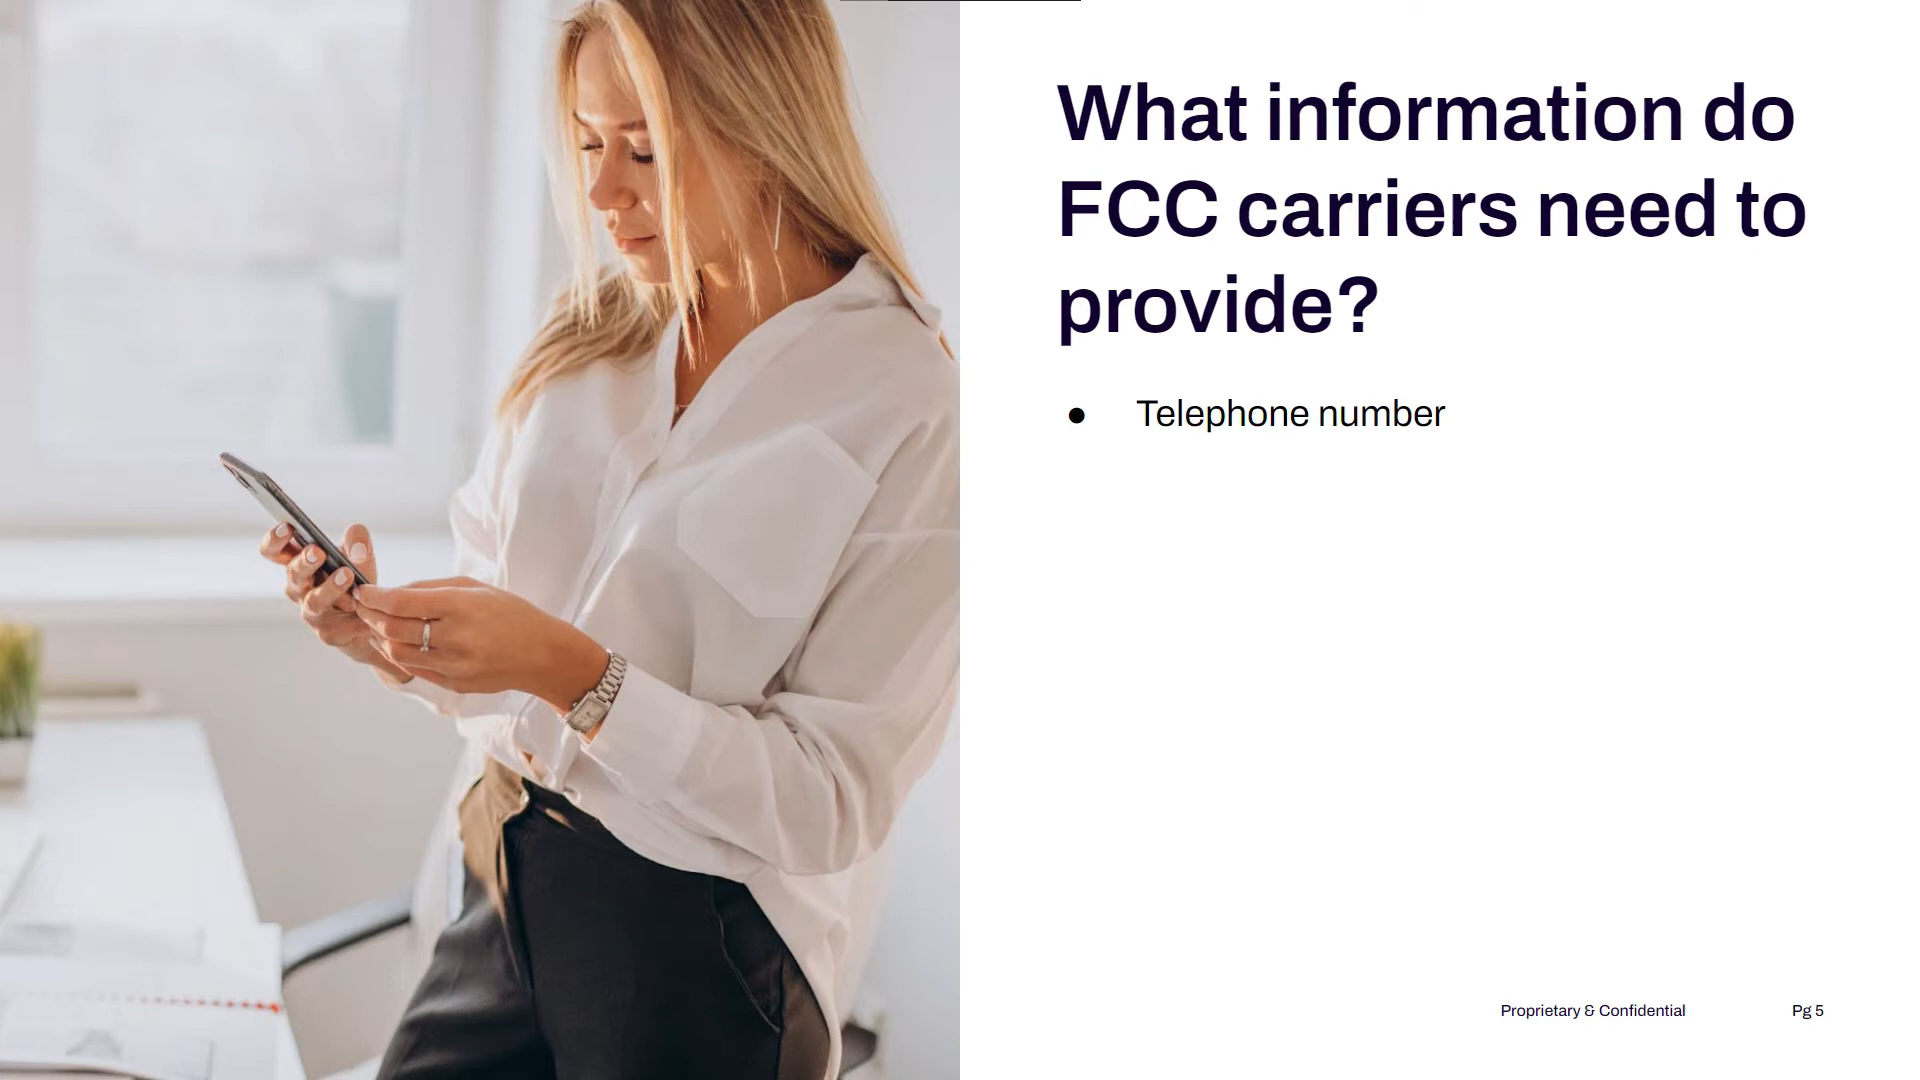 What information do
FCC carriers need to
provide?
● Telephone number
Proprietary & Confidential
Pg 5